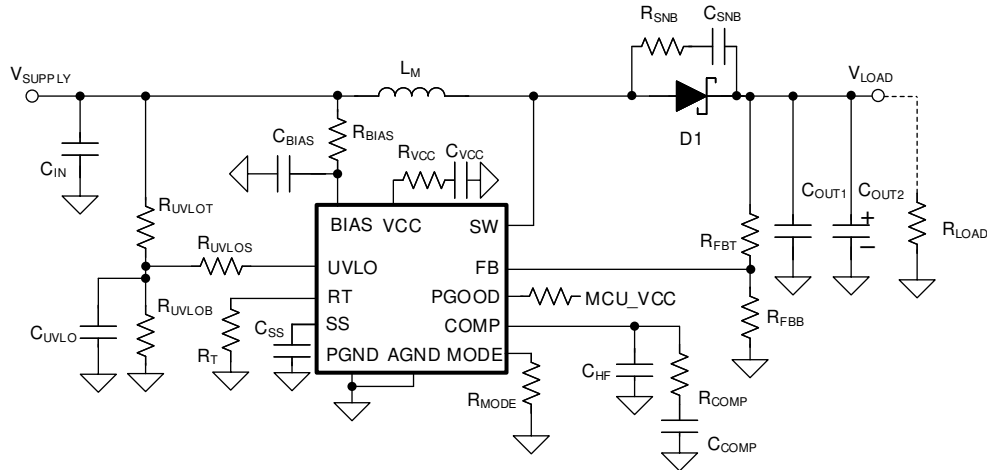 RSNB
CSNB
VSUPPLY
LM
VLOAD
D1
CIN
CBIAS
RBIAS
RVCC
CVCC
COUT1
COUT2
+
–
RLOAD
RUVLOT
RUVLOS
RUVLOB
CUVLO
RT
CSS
BIAS
VCC
SW
UVLO
FB
RT
PGOOD
SS
COMP
PGND
AGND
MODE
MCU_VCC
RFBT
RFBB
RMODE
CHF
RCOMP
CCOMP